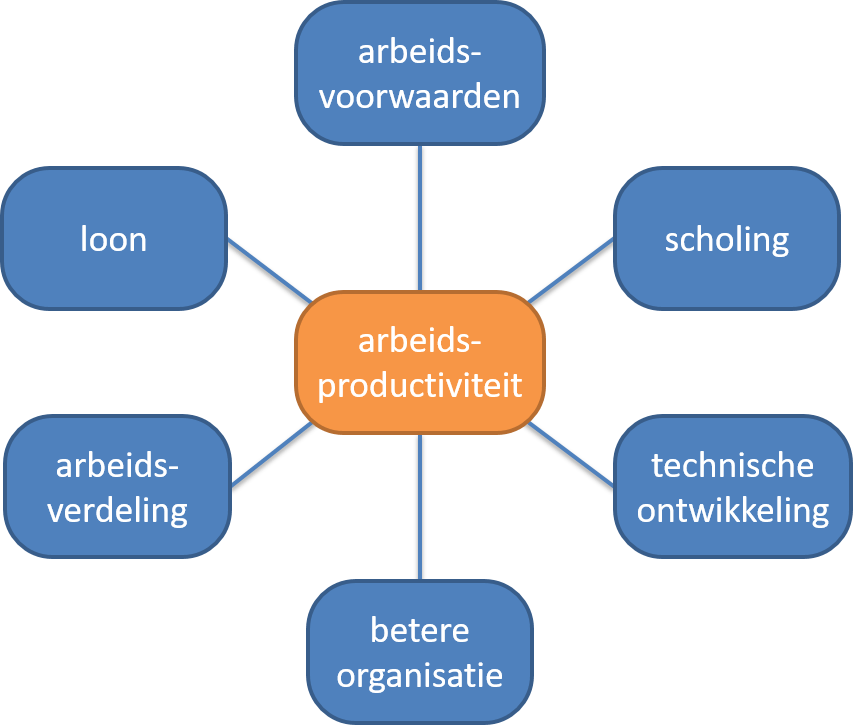 arbeids-
voorwaarden
loon
scholing
arbeids-
productiviteit
arbeids-
verdeling
technische
ontwikkeling
betere
organisatie